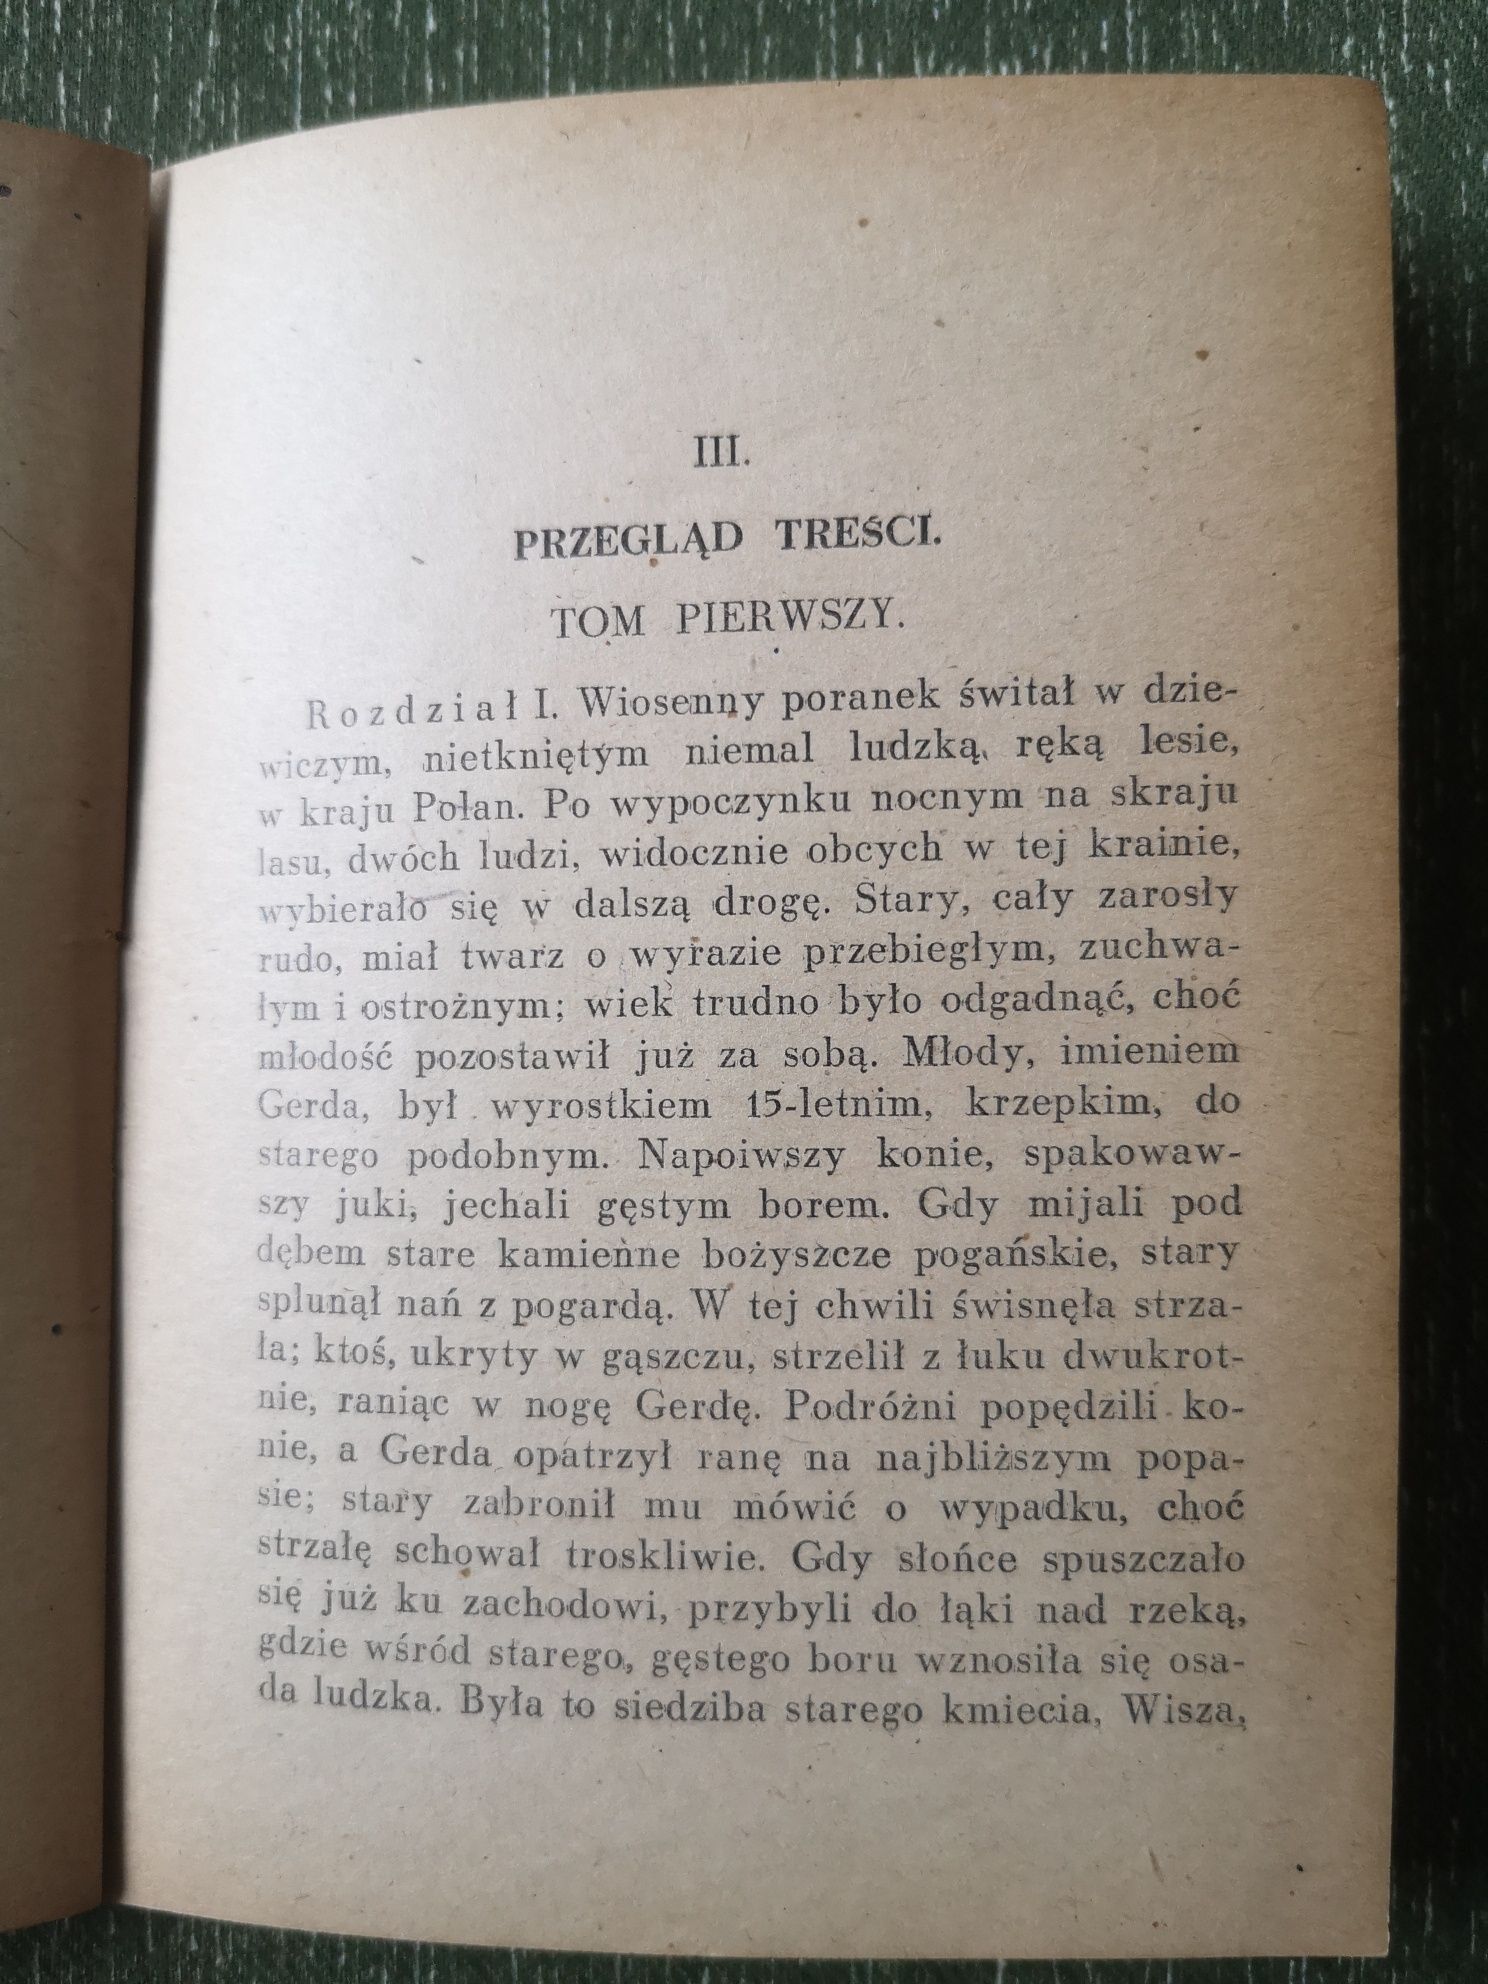 III.
PRZEGLĄD TREŚCI.
TOM PIERWSZY.
Rozdział I. Wiosenny poranek świtał w dzie-
wiczym, nietkniętym niemal ludzką ręką lesie,
w kraju Polan. Po wypoczynku nocnym na skraju
lasu, dwóch ludzi, widocznie obcych w tej krainie,
wybierało się w dalszą drogę. Stary, cały zarosły
rudo, miał twarz o wyrazie przebiegłym, zuchwa-
łym i ostrożnym; wiek trudno było odgadnąć, choć
młodość pozostawił już za sobą. Młody, imieniem
Gerda, był wyrostkiem 15-letnim, krzepkim, do
starego podobnym. Napoiwszy konie, spakowaw-
szy juki, jechali gęstym borem. Gdy mijali pod
dębem stare kamienne bożyszcze pogańskie, stary
splunął nań z pogardą. W tej chwili świsnęła strza-
ła; ktoś, ukryty w gąszczu, strzelił z łuku dwukrot-
nie, raniąc w nogę Gerdę. Podróżni popędzili ko-
nie, a Gerda opatrzył ranę na najbliższym popa-
sie; stary zabronił mu mówić o wypadku, choć
strzałę schował troskliwie. Gdy słońce spuszczało
się już ku zachodowi, przybyli do łąki nad rzeką,
gdzie wśród starego, gęstego boru wznosiła się osa-
da ludzka. Była to siedziba starego kmiecia, Wisza,